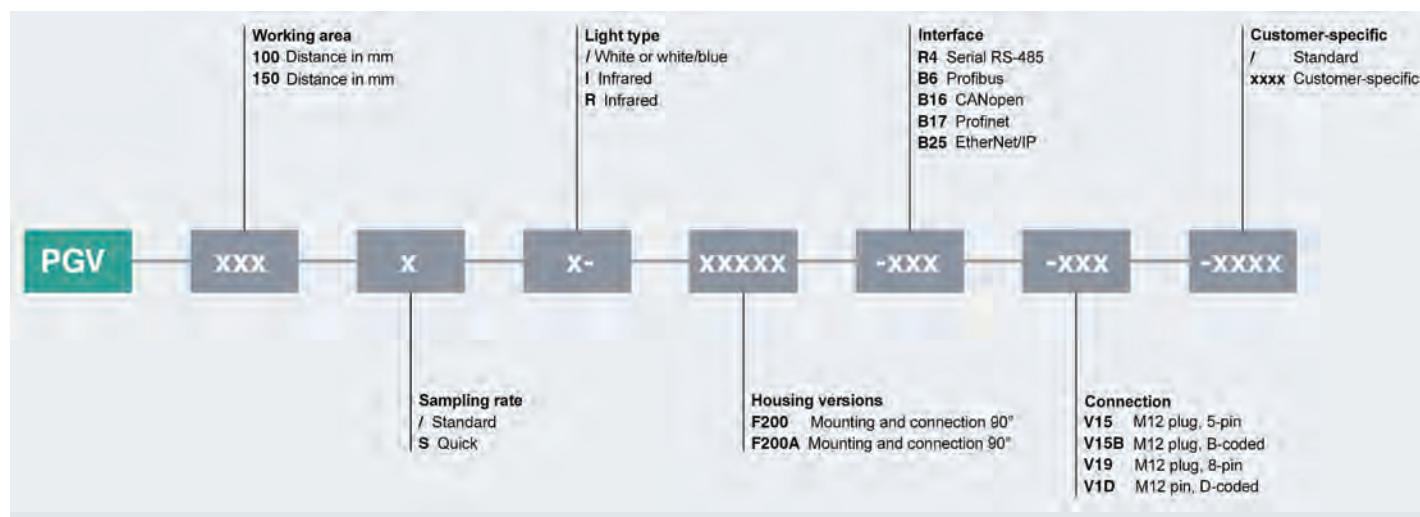 Working area
100 Distance in mm
150 Distance in mm
Light type
/ White or white/blue
I Infrared
R Infrared
Interface
R4 Serial RS-485
B6 Profibus
B16 CANopen
B17 Profinet
B25 EtherNet/IP
Customer-specific
/ Standard
xxxx Customer-specific
PGV xxx x x- xxxxx -xxx -xxx -xxxx
Sampling rate
/ Standard
S Quick
Housing versions
F200 Mounting and connection 90°
F200A Mounting and connection 90°
Connection
V15 M12 plug, 5-pin
V15B M12 plug, B-coded
V19 M12 plug, 8-pin
V1D M12 pin, D-coded